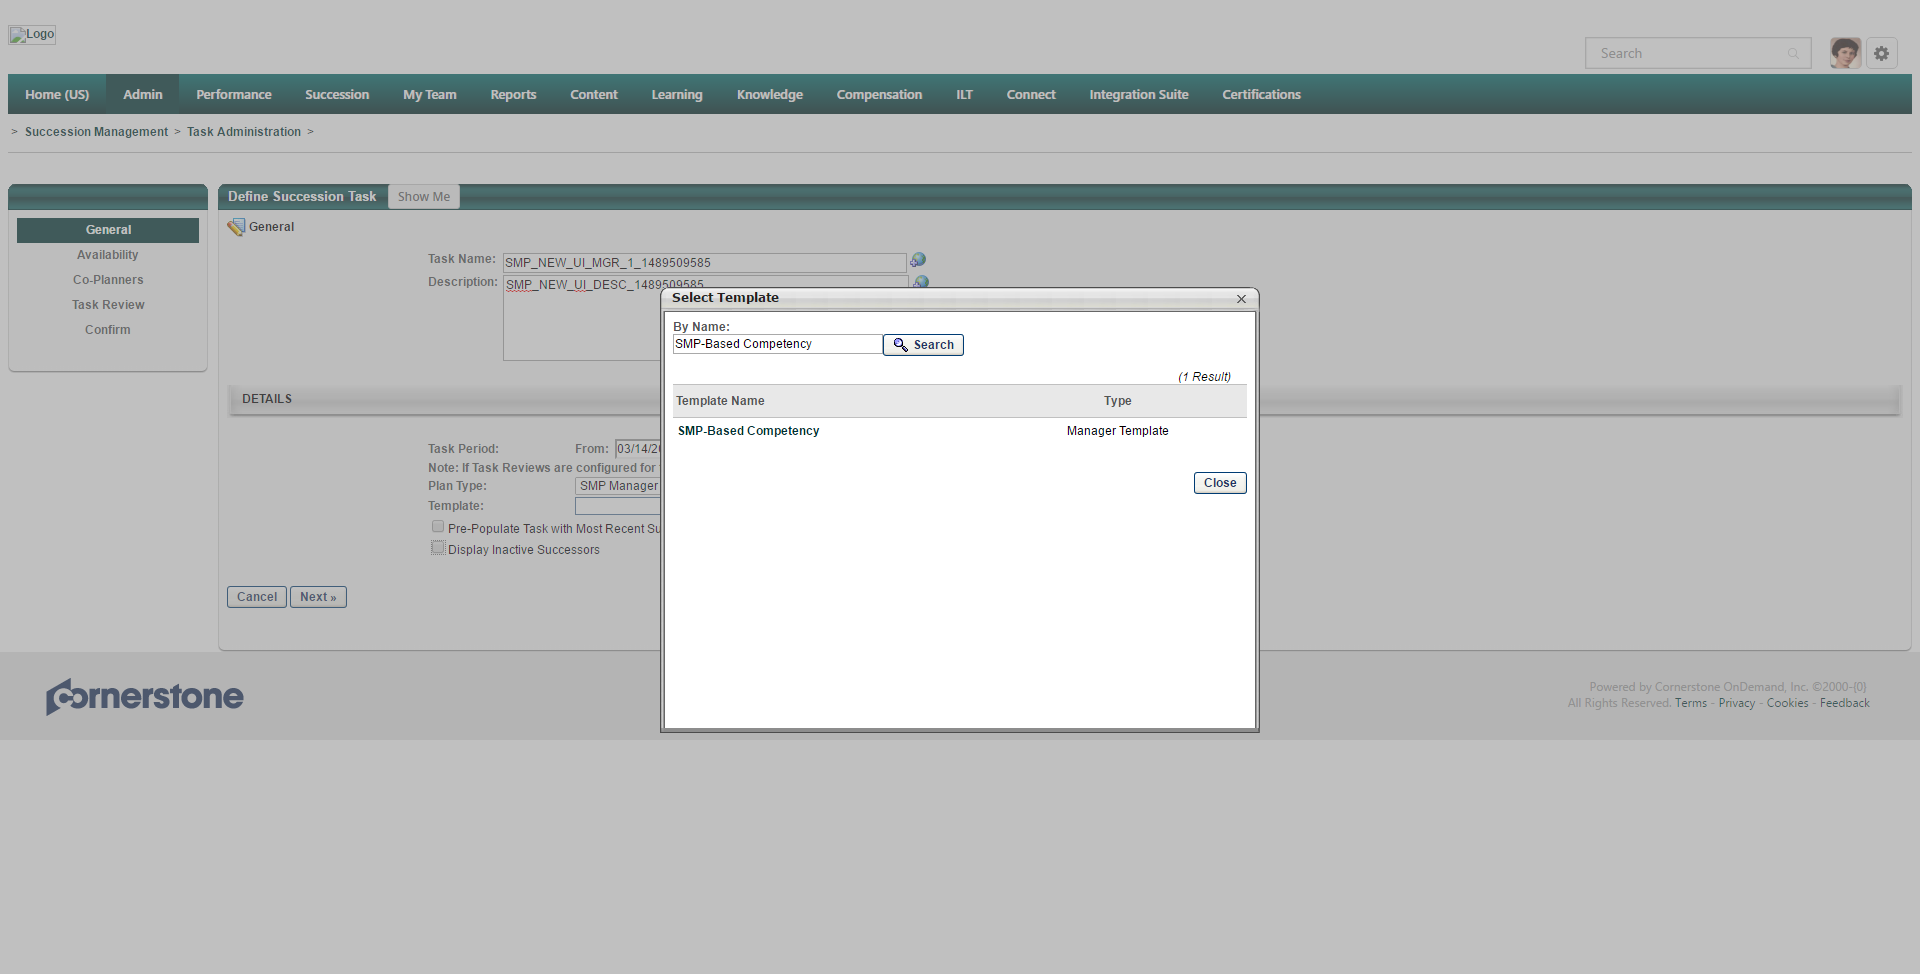 Logo
Search
Home (US) Admin Performance Succession My Team Reports Content Learning Knowledge Compensation ILT Connect Integration Suite Certifications
> Succession Management > Task Administration >
General
Availability
Co-Planners
Task Review
Confirm
Define Succession Task Show Me
General
Task Name: SMP_NEW_UI_MGR_1_1489509585
Description: SMP_NEW_UI_DESC_1489509585
DETAILS
Task Period: From: 03/14/2
Note: If Task Reviews are configured for
Plan Type: SMP Manager
Template:
Pre-Populate Task with Most Recent Su
Display Inactive Successors
Cancel Next »
Select Template
By Name:
SMP-Based Competency Search
(1 Result)
Template Name Type
SMP-Based Competency Manager Template
Close
Cornerstone
Powered by Cornerstone OnDemand, Inc. ©2000-{0}
All Rights Reserved. Terms - Privacy - Cookies - Feedback